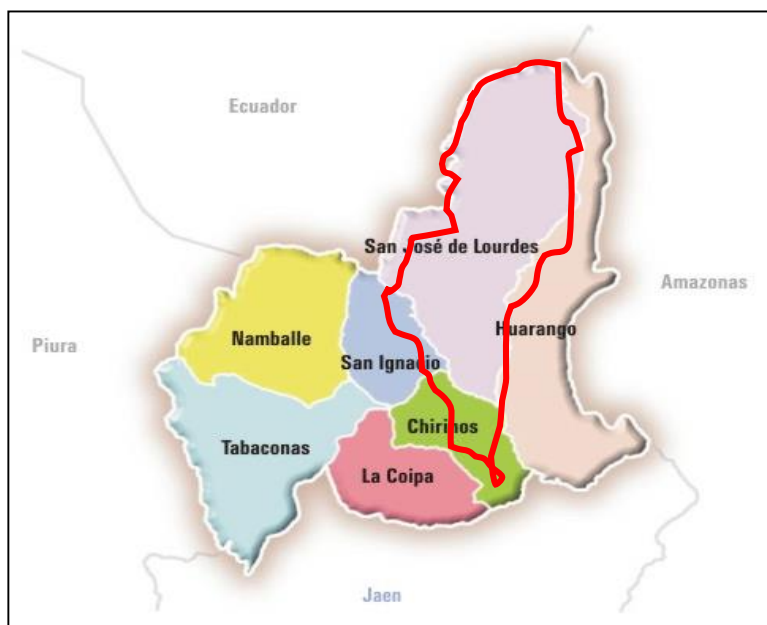 Ecuador
San José de Lourdes
Amazonas
Huarango
Piura
Namballe
San Ignacio
Chirinos
Tabaconas
La Coipa
Jaen